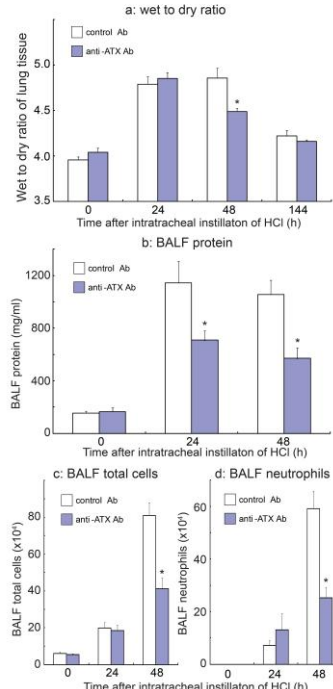 a: wet to dry ratio
control Ab
anti-ATX Ab
Wet to dry ratio of lung tissue
5.0
4.5
4.0
3.5
*
0 24 48 144
Time after intratracheal instillaton of HCl (h)
b: BALF protein
control Ab
anti-ATX Ab
BALF protein (mg/ml)
1200
800
400
0
* *
0 24 48
Time after intratracheal instillaton of HCl (h)
c: BALF total cells
control Ab
anti-ATX Ab
BALF total cells (x10⁴)
80
60
40
20
0
*
0 24 48
d: BALF neutrophils
control Ab
anti-ATX Ab
BALF neutrophils (x10⁴)
60
40
20
0
*
0 24 48
Time after intratracheal instillaton of HCl (h)